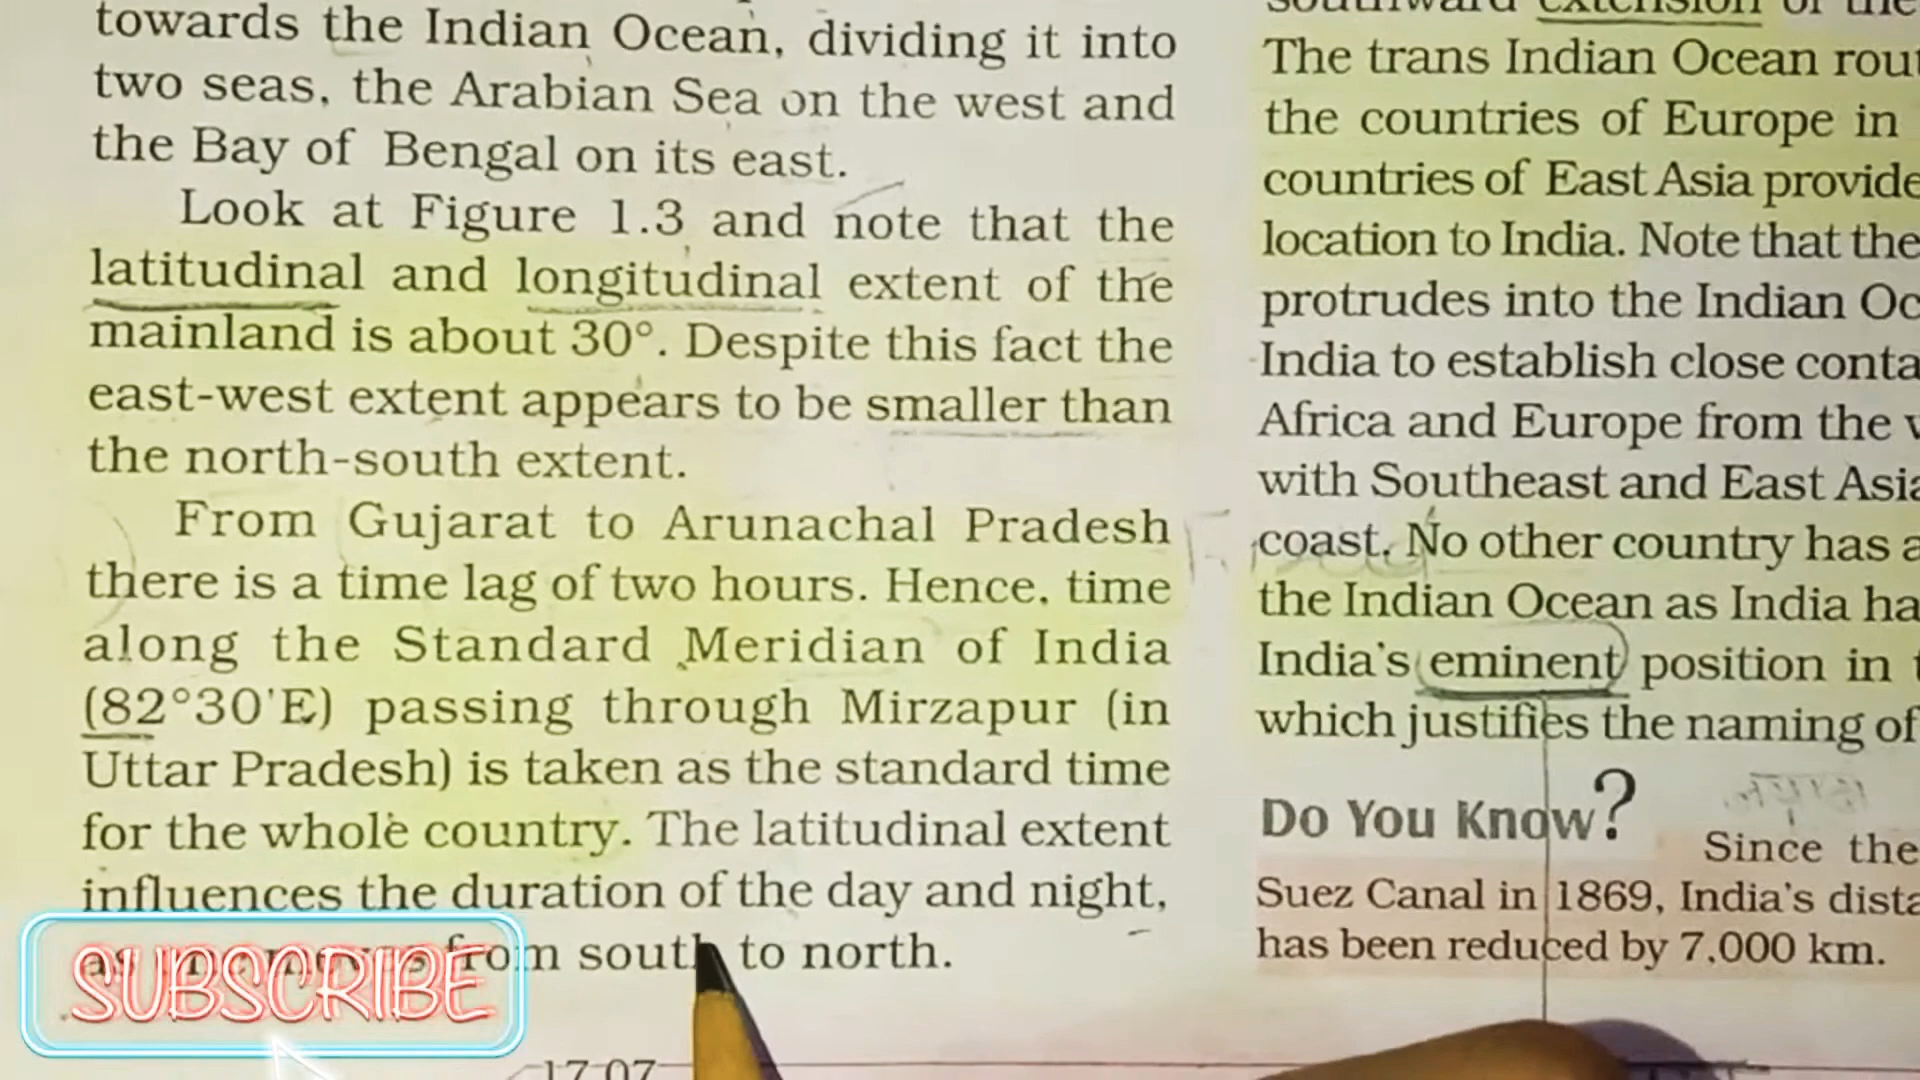 towards the Indian Ocean, dividing it into
two seas, the Arabian Sea on the west and
the Bay of Bengal on its east.
Look at Figure 1.3 and note that the
latitudinal and longitudinal extent of the
mainland is about 30°. Despite this fact the
east-west extent appears to be smaller than
the north-south extent.
From Gujarat to Arunachal Pradesh
there is a time lag of two hours. Hence, time
along the Standard Meridian of India
(82°30'E) passing through Mirzapur (in
Uttar Pradesh) is taken as the standard time
for the whole country. The latitudinal extent
influences the duration of the day and night,
from south to north.
SUBSCRIBE
17 07
southward extension of the
The trans Indian Ocean
the countries of Europe in
countries of East Asia
location to India. Note that the
protrudes into the Indian
India to establish close
Africa and Europe from the
with Southeast and East
coast. No other country has
the Indian Ocean as India
India's eminent position in
which justifies the naming of
Do You Know?
Since the
Suez Canal in 1869, India's
has been reduced by 7,000 km.